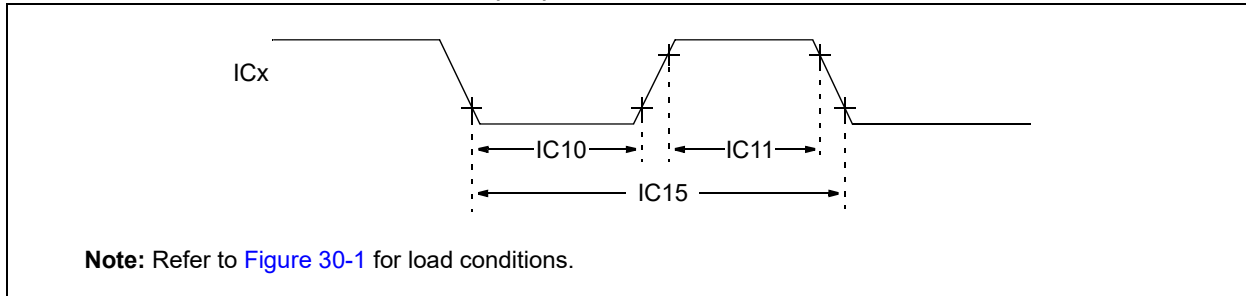 ICx
IC10
IC11
IC15
Note: Refer to Figure 30-1 for load conditions.